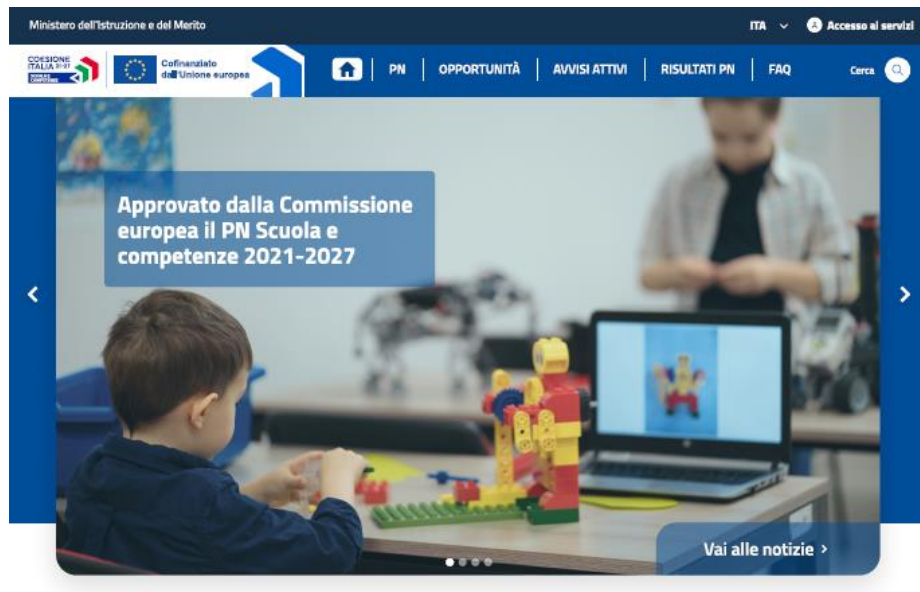 Ministero dell'Istruzione e del Merito
ITA
Accesso ai servizi
COESIONE
ITALIA 21-27
SCUOLA E
COMPETENZE
Cofinanziato
dall'Unione europea
PN
OPPORTUNITÀ
AVVISI ATTIVI
RISULTATI PN
FAQ
Cerca
Approvato dalla Commissione
europea il PN Scuola e
competenze 2021-2027
Vai alle notizie >